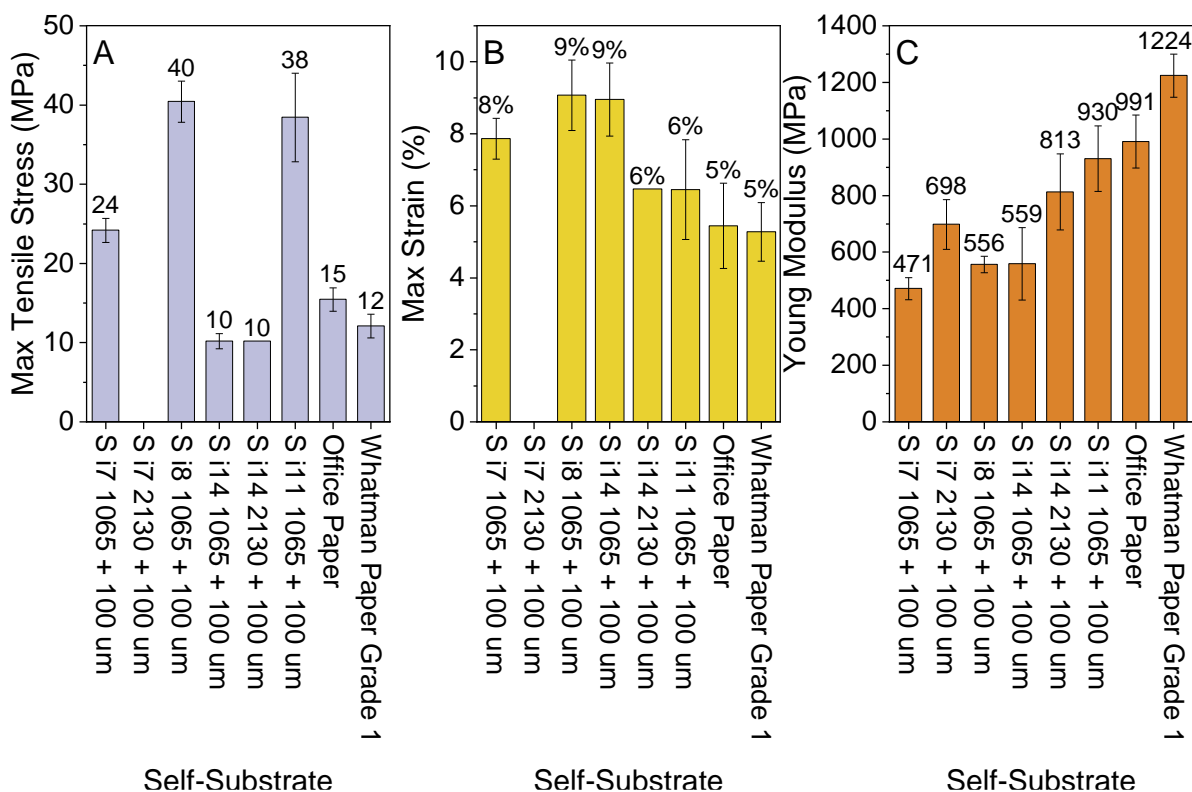 A
Max Tensile Stress (MPa)
50
40
30
20
10
0
24
40
10
10
38
15
12
S i7 1065 + 100 um
S i7 2130 + 100 um
S i8 1065 + 100 um
S i14 1065 + 100 um
S i14 2130 + 100 um
S i11 1065 + 100 um
Office Paper
Whatman Paper Grade 1
Self-Substrate
B
Max Strain (%)
10
8
6
4
2
0
8%
9%
9%
6%
6%
5%
5%
S i7 1065 + 100 um
S i7 2130 + 100 um
S i8 1065 + 100 um
S i14 1065 + 100 um
S i14 2130 + 100 um
S i11 1065 + 100 um
Office Paper
Whatman Paper Grade 1
Self-Substrate
C
Young Modulus (MPa)
1400
1200
1000
800
600
400
200
0
471
698
556
559
813
930
991
1224
S i7 1065 + 100 um
S i7 2130 + 100 um
S i8 1065 + 100 um
S i14 1065 + 100 um
S i14 2130 + 100 um
S i11 1065 + 100 um
Office Paper
Whatman Paper Grade 1
Self-Substrate